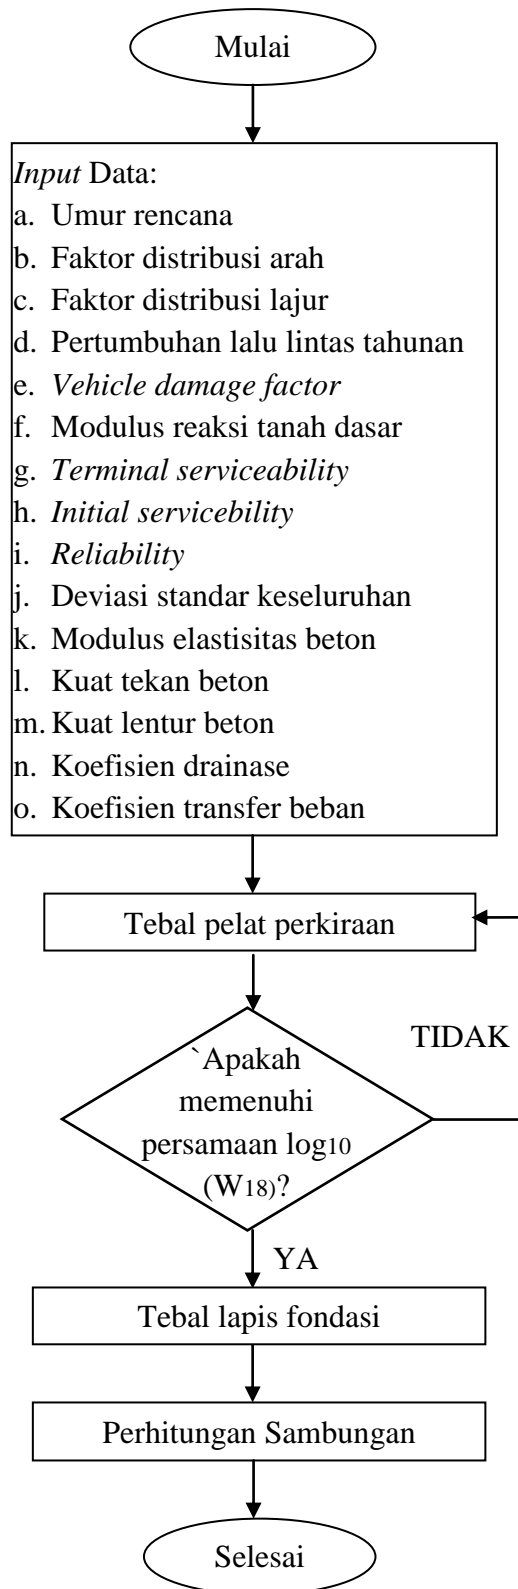 Mulai
Input Data:
a. Umur rencana
b. Faktor distribusi arah
c. Faktor distribusi lajur
d. Pertumbuhan lalu lintas tahunan
e. Vehicle damage factor
f. Modulus reaksi tanah dasar
g. Terminal serviceability
h. Initial servicebility
i. Reliability
j. Deviasi standar keseluruhan
k. Modulus elastisitas beton
l. Kuat tekan beton
m. Kuat lentur beton
n. Koefisien drainase
o. Koefisien transfer beban
Tebal pelat perkiraan
TIDAK
`Apakah
memenuhi
persamaan log10
(W18)?
YA
Tebal lapis fondasi
Perhitungan Sambungan
Selesai